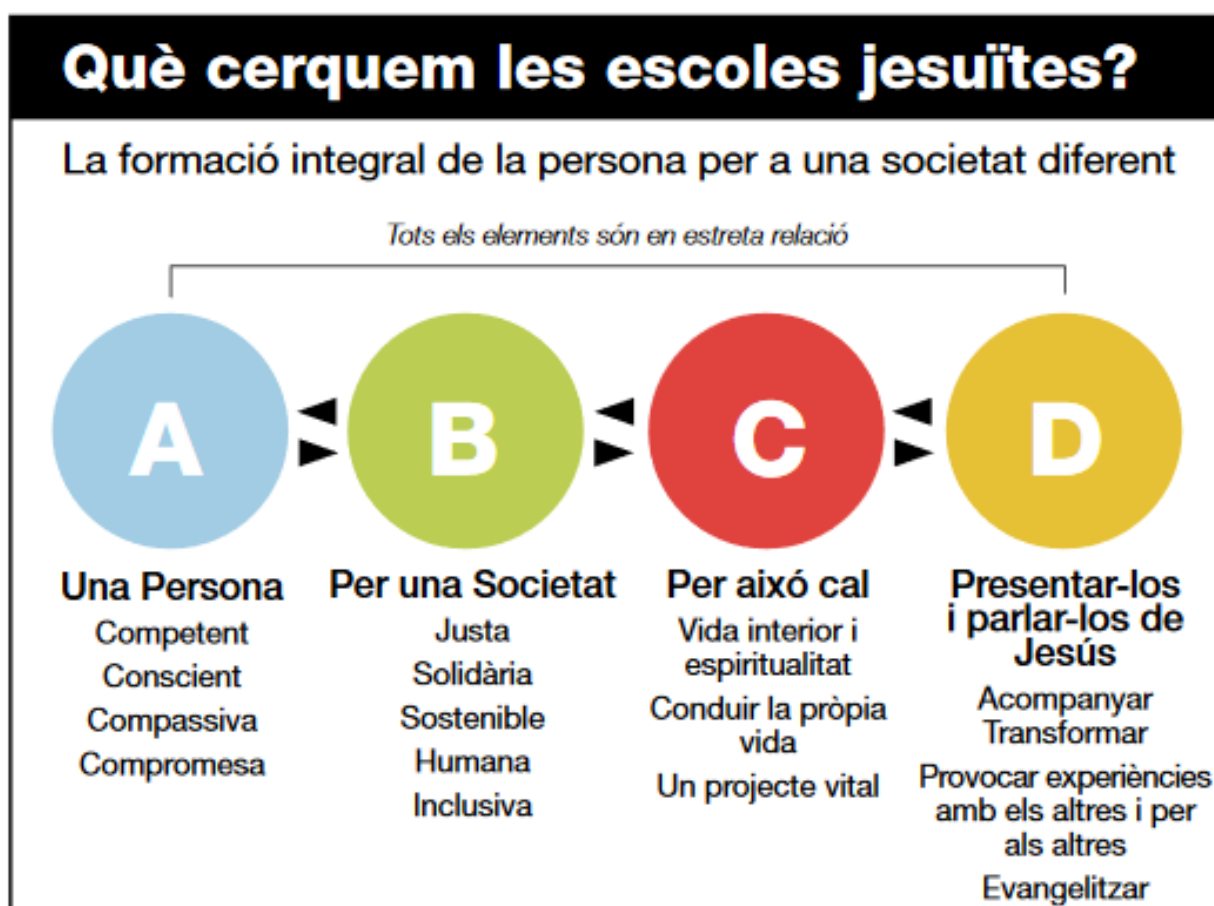 Què cerquem les escoles jesuïtes?
La formació integral de la persona per a una societat diferent
Tots els elements són en estreta relació
A
B
C
D
Una Persona
Competent
Conscient
Compassiva
Compromesa
Per una Societat
Justa
Solidària
Sostenible
Humana
Inclusiva
Per aixó cal
Vida interior i
espiritualitat
Conduir la pròpia
vida
Un projecte vital
Presentar-los
i parlar-los de
Jesús
Acompanyar
Transformar
Provocar experiències
amb els altres i per
als altres
Evangelitzar